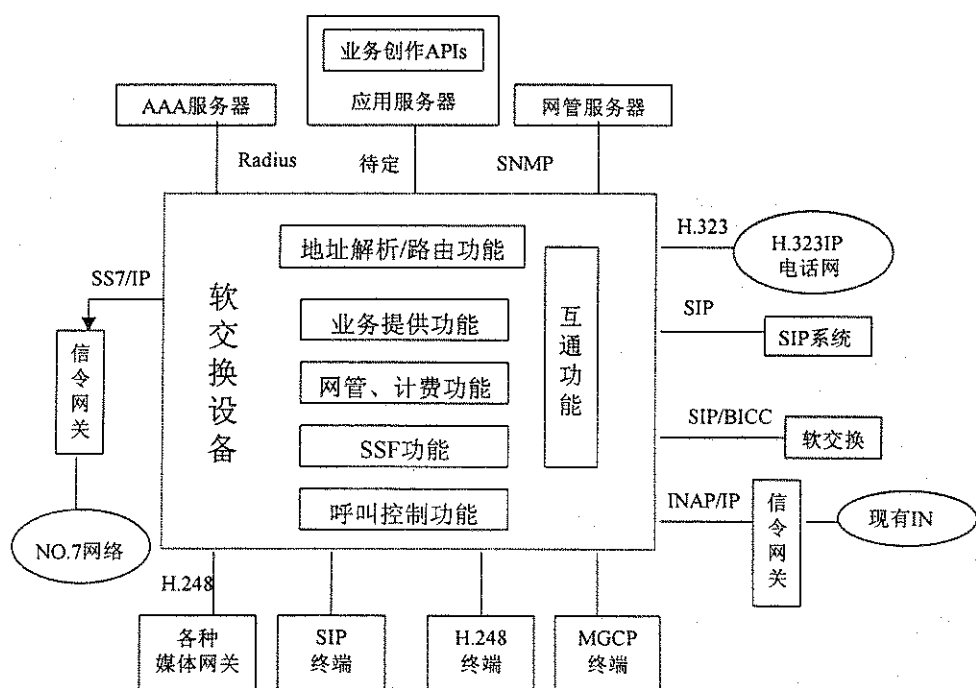 业务创作APIs
应用服务器
AAA服务器
网管服务器
Radius
待定
SNMP
地址解析/路由功能
业务提供功能
网管、计费功能
SSF功能
呼叫控制功能
软交换设备
互通功能
SS7/IP
信令网关
NO.7网络
H.323
H.323IP
电话网
SIP
SIP系统
SIP/BICC
软交换
INAP/IP
信令网关
现有IN
H.248
各种
媒体网关
SIP
终端
H.248
终端
MGCP
终端